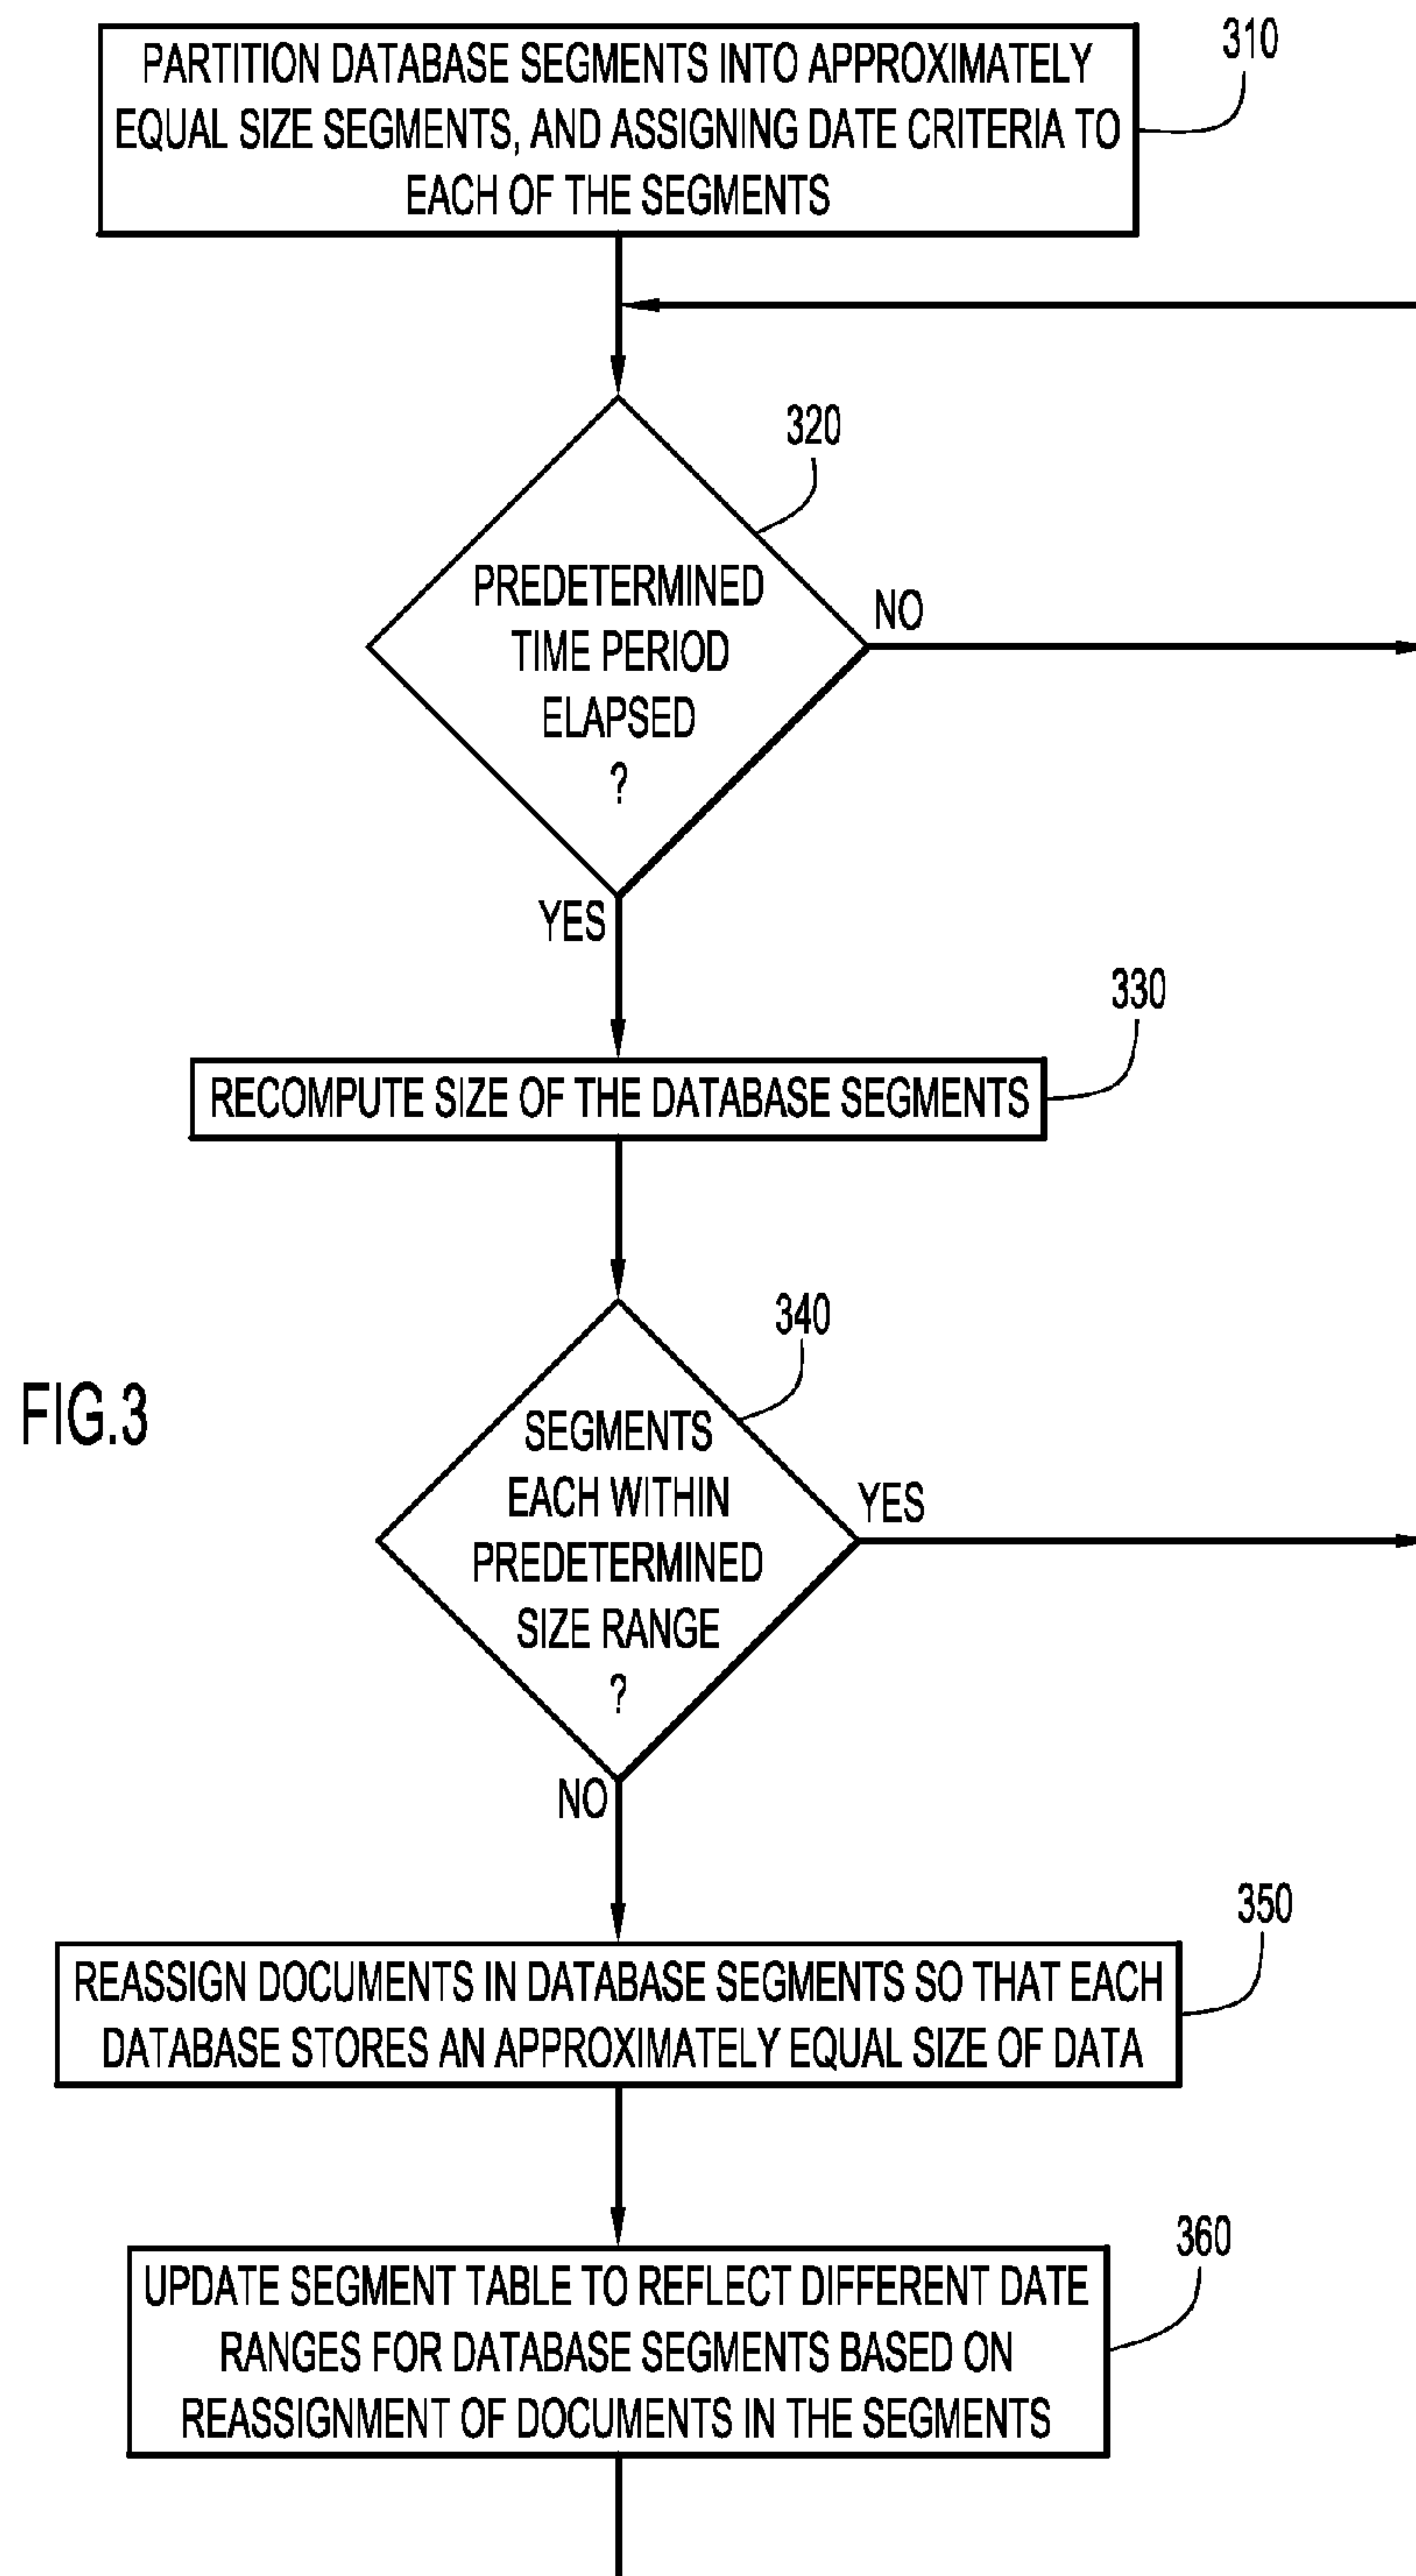 PARTITION DATABASE SEGMENTS INTO APPROXIMATELY
EQUAL SIZE SEGMENTS, AND ASSIGNING DATE CRITERIA TO
EACH OF THE SEGMENTS
310
320
PREDETERMINED
TIME PERIOD
ELAPSED
?
NO
YES
330
RECOMPUTE SIZE OF THE DATABASE SEGMENTS
340
FIG.3
SEGMENTS
EACH WITHIN
PREDETERMINED
SIZE RANGE
?
YES
NO
350
REASSIGN DOCUMENTS IN DATABASE SEGMENTS SO THAT EACH
DATABASE STORES AN APPROXIMATELY EQUAL SIZE OF DATA
360
UPDATE SEGMENT TABLE TO REFLECT DIFFERENT DATE
RANGES FOR DATABASE SEGMENTS BASED ON
REASSIGNMENT OF DOCUMENTS IN THE SEGMENTS